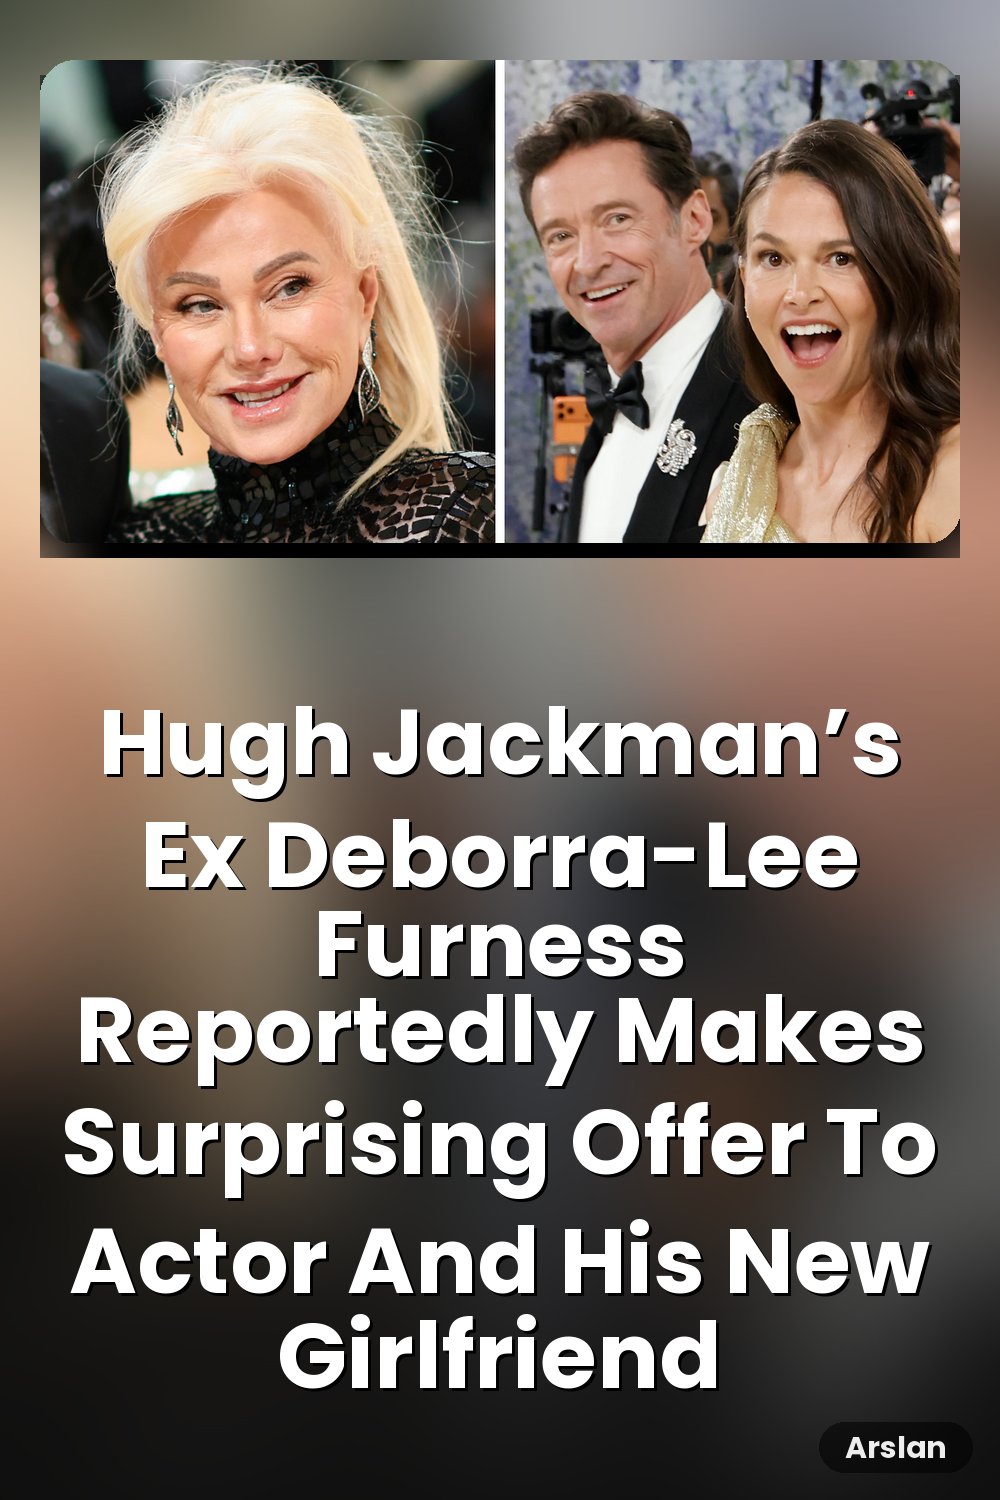 Hugh Jackman’s
Ex Deborra-Lee
Furness
Reportedly Makes
Surprising Offer To
Actor And His New
Girlfriend
Arslan